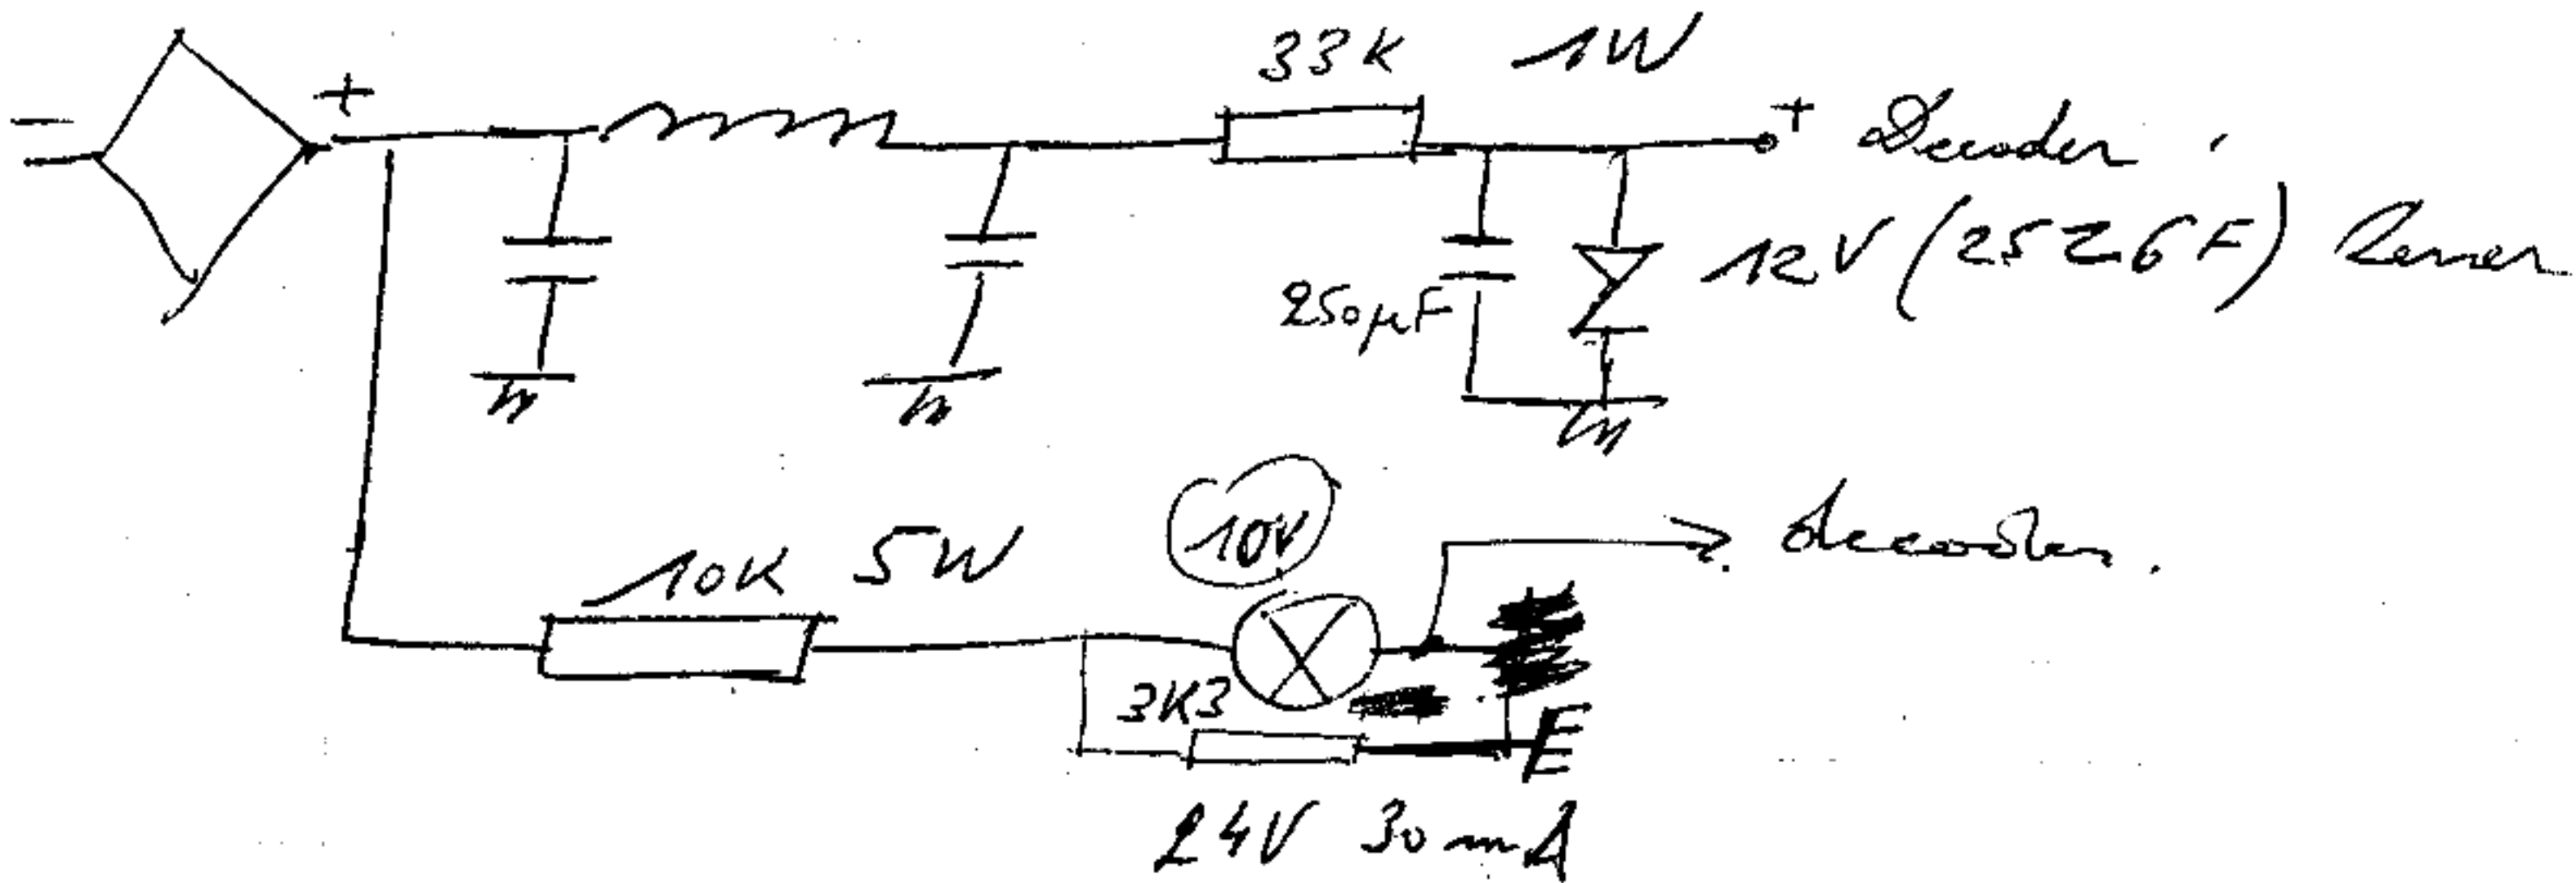 33K 1W
+
+ Decoder
12V (25Z6F) Zener
250µF
10V
10K 5W
decoder.
3K3
24V 30mA